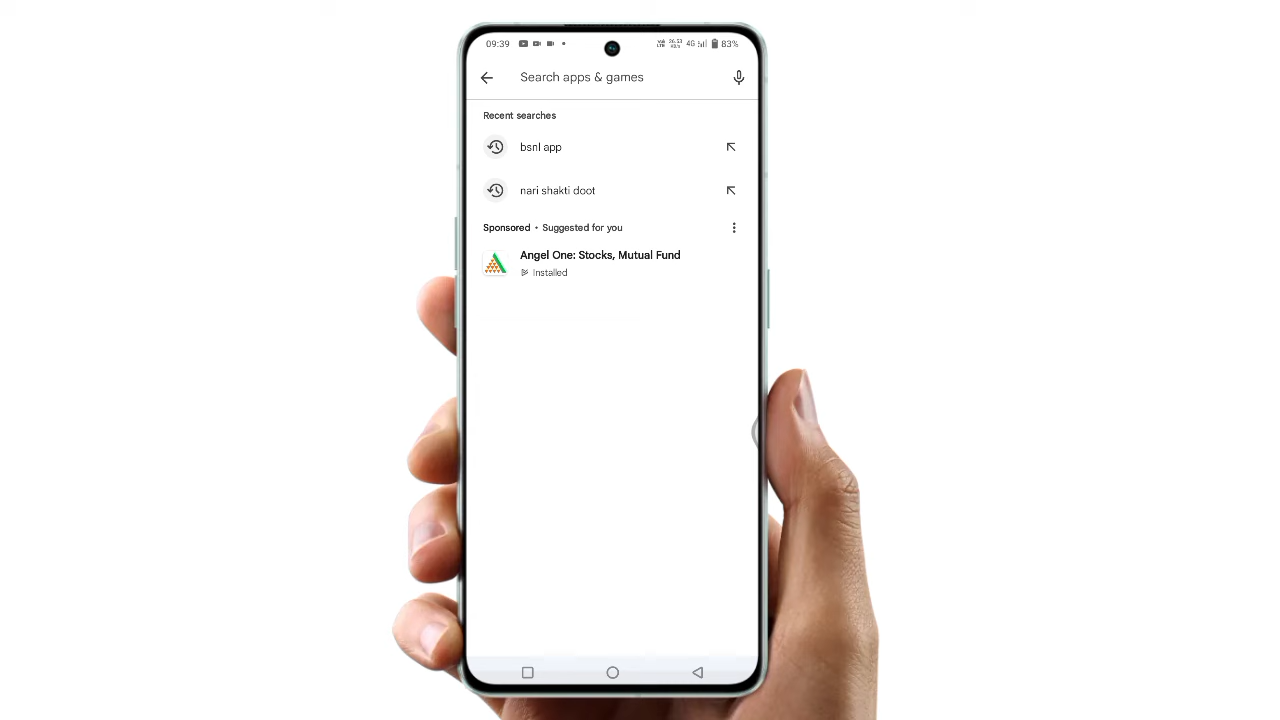 09:39 4G 83%
Search apps & games
Recent searches
bsnl app
nari shakti doot
Sponsored • Suggested for you
Angel One: Stocks, Mutual Fund
Installed